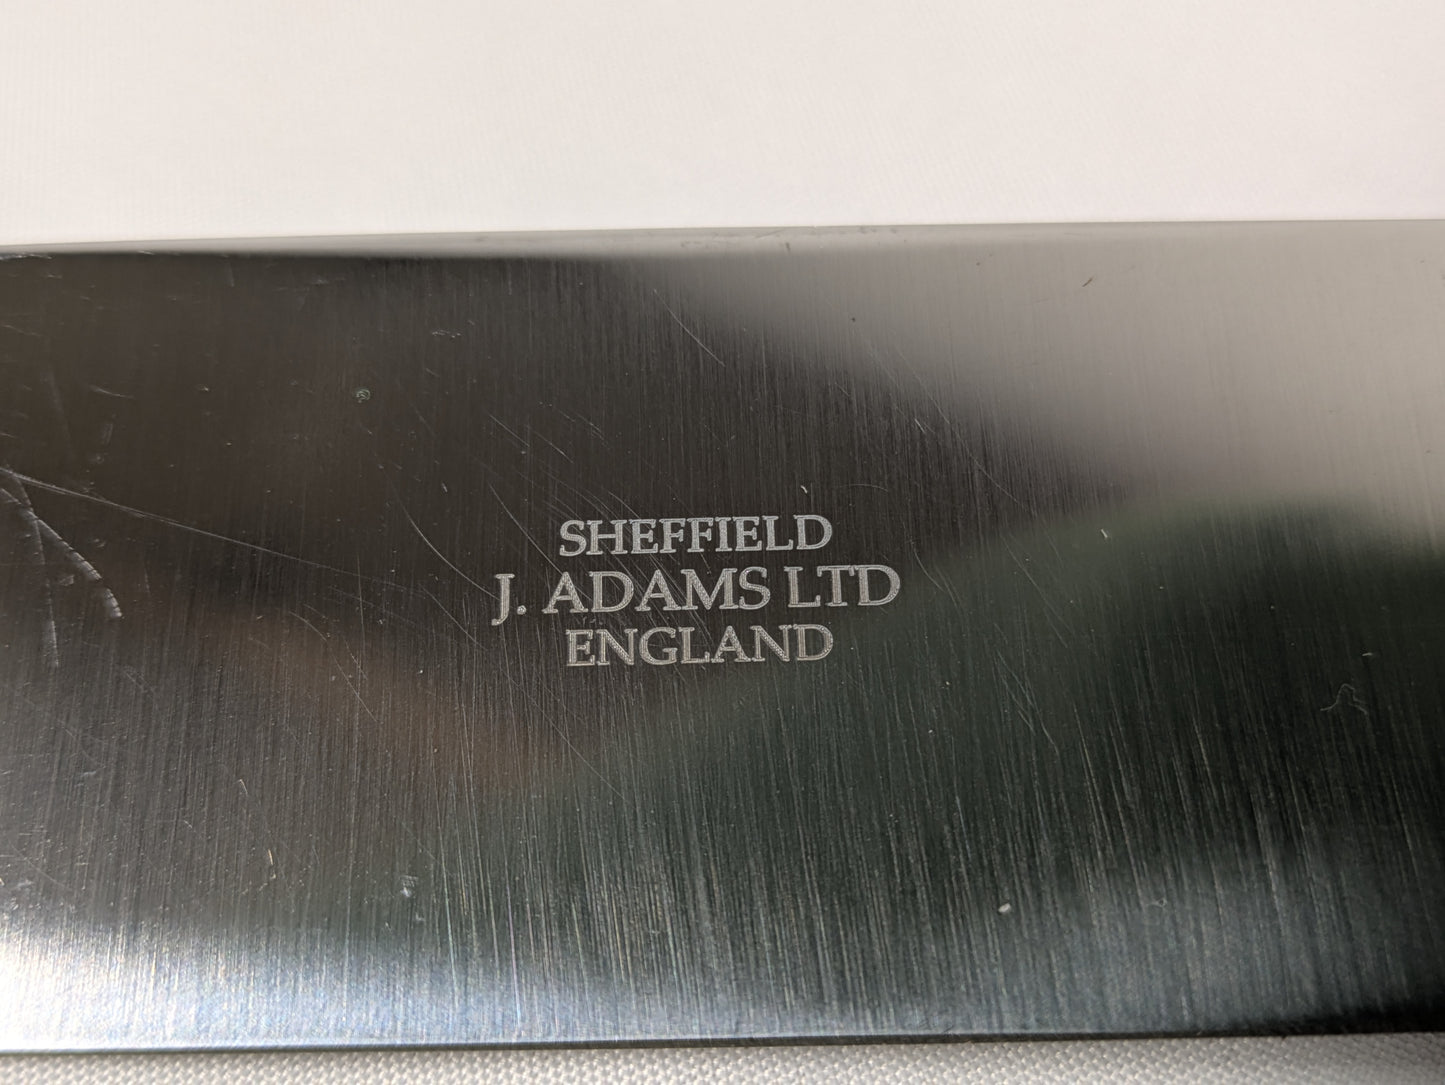 SHEFFIELD
J. ADAMS LTD
ENGLAND